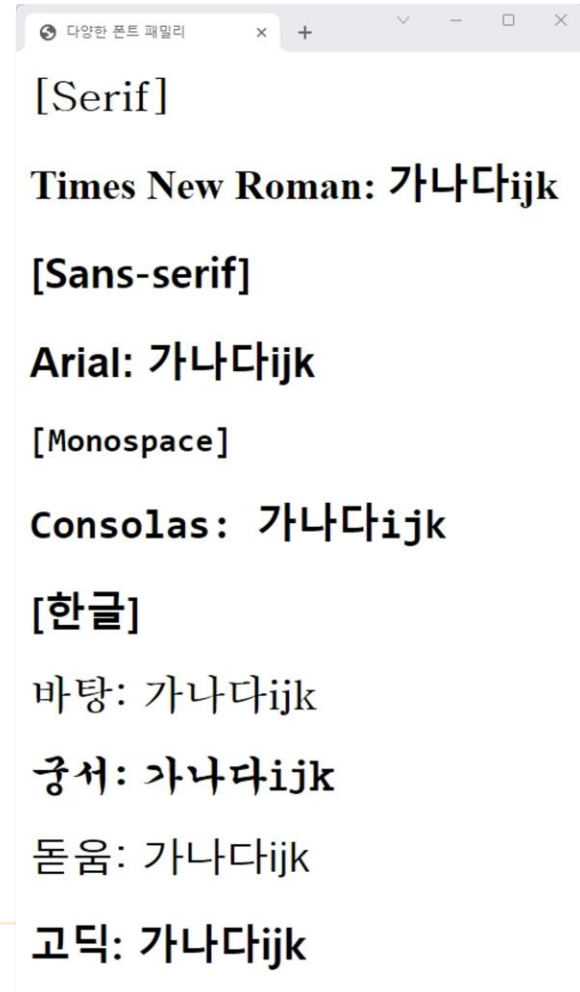 다양한 폰트 패밀리
[Serif]
Times New Roman: 가나다ijk
[Sans-serif]
Arial: 가나다ijk
[Monospace]
Consolas: 가나다ijk
[한글]
바탕: 가나다ijk
궁서: 가나다ijk
돋움: 가나다ijk
고딕: 가나다ijk